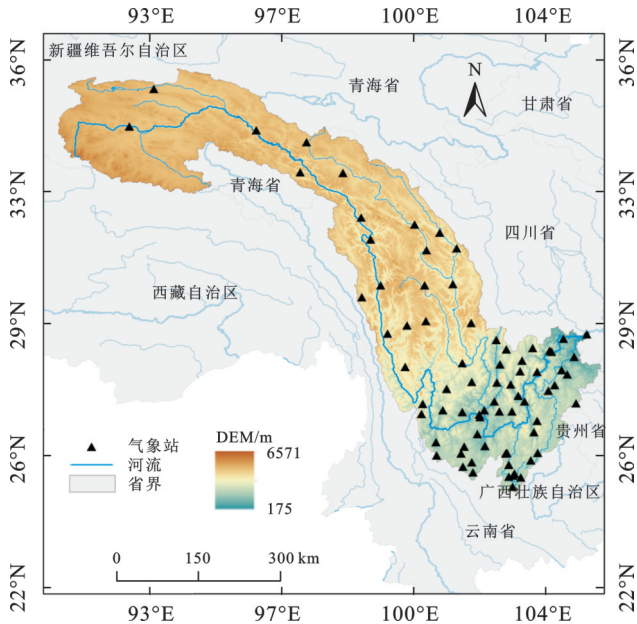 93°E
97°E
100°E
104°E
36°N
33°N
29°N
26°N
22°N
36°N
33°N
29°N
26°N
22°N
新疆维吾尔自治区
青海省
N
甘肃省
青海省
四川省
西藏自治区
贵州省
广西壮族自治区
云南省
气象站
河流
省界
DEM/m
6571
175
0 150 300 km
93°E
97°E
100°E
104°E